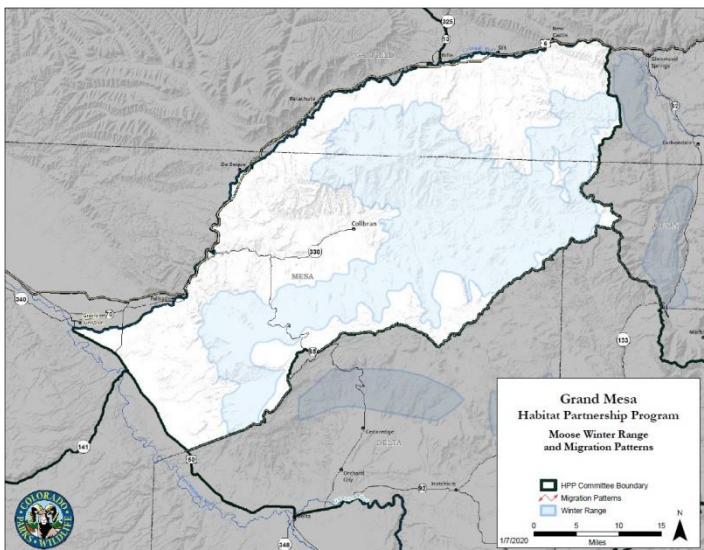 325
13
6
New Castle
Silt
Rifle
Glenwood
Springs
Parachute
82
Carbondale
De Beque
Collbran
330
MESA
340
Grand
Junction
70
Palisade
65
133
141
50
Cedaredge
DELTA
Orchard
City
92
Hotchkiss
348
Grand Mesa
Habitat Partnership Program
Moose Winter Range
and Migration Patterns
HPP Committee Boundary
Migration Patterns
Winter Range
N
0 5 10 15
Miles
1/7/2020
COLORADO
PARKS
WILDLIFE